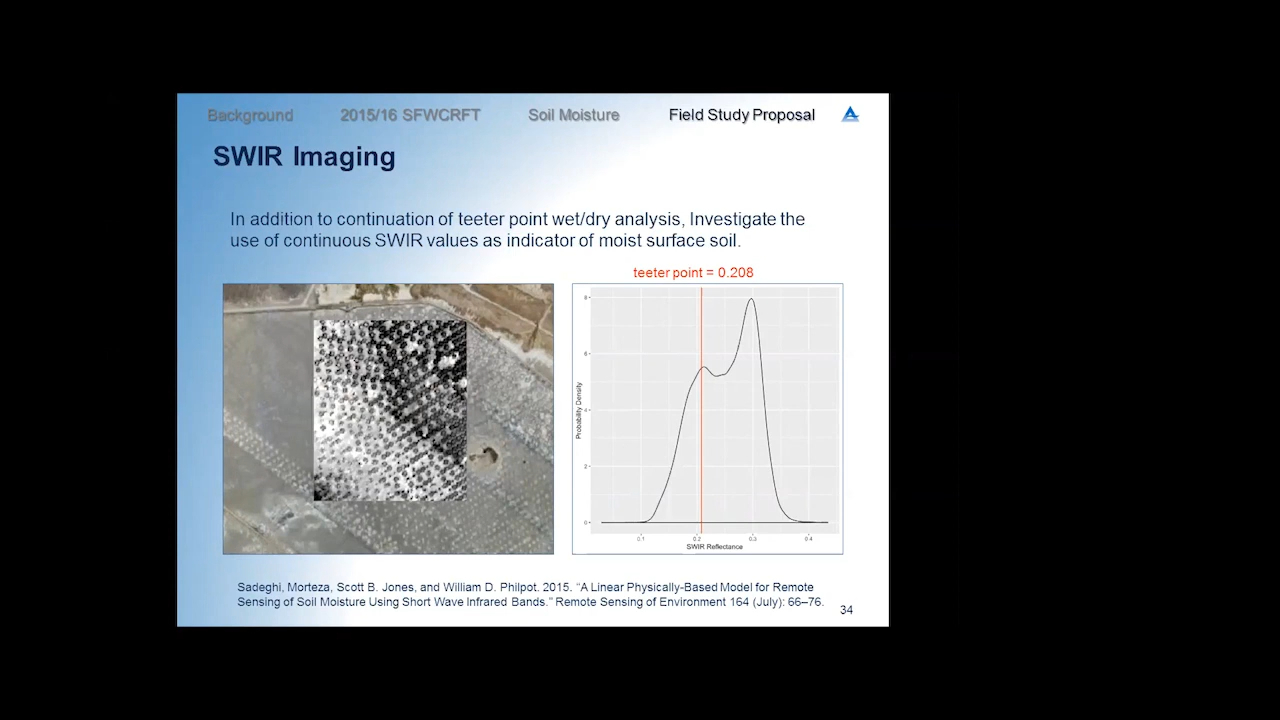 Background 2015/16 SFWCRFT Soil Moisture Field Study Proposal
SWIR Imaging
In addition to continuation of teeter point wet/dry analysis, Investigate the
use of continuous SWIR values as indicator of moist surface soil.
teeter point = 0.208
8
6
4
2
0
Probability Density
0.1 0.2 0.3 0.4
SWIR Reflectance
Sadeghi, Morteza, Scott B. Jones, and William D. Philpot. 2015. “A Linear Physically-Based Model for Remote
Sensing of Soil Moisture Using Short Wave Infrared Bands.” Remote Sensing of Environment 164 (July): 66–76.
34